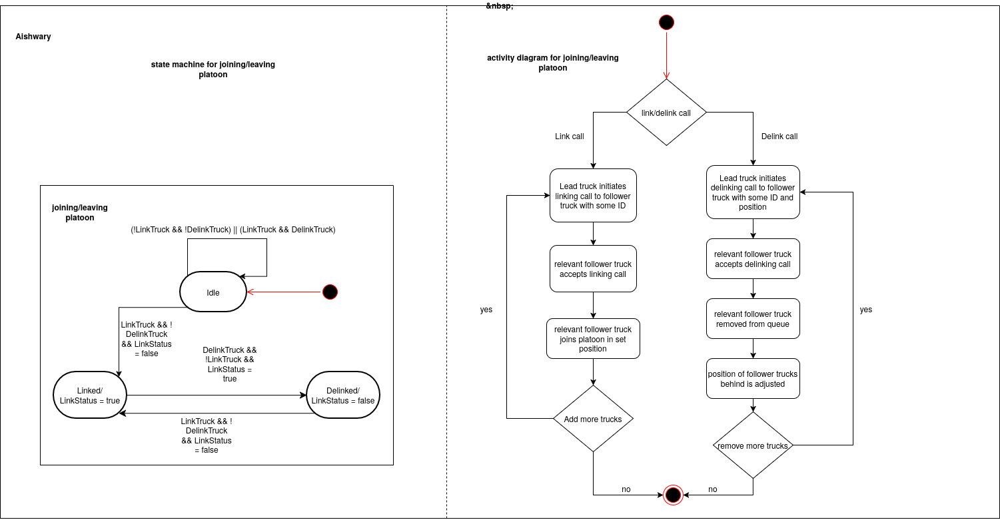 &nbsp;
Aishwary
state machine for joining/leaving
platoon
joining/leaving
platoon
(!LinkTruck && !DelinkTruck) || (LinkTruck && DelinkTruck)
Idle
LinkTruck && !
DelinkTruck
&& LinkStatus
= false
DelinkTruck &&
!LinkTruck &&
LinkStatus =
true
Linked/
LinkStatus = true
Delinked/
LinkStatus = false
LinkTruck && !
DelinkTruck
&& LinkStatus
= false
activity diagram for joining/leaving
platoon
link/delink call
Link call
Delink call
Lead truck initiates
linking call to follower
truck with some ID
relevant follower truck
accepts linking call
relevant follower truck
joins platoon in set
position
Add more trucks
yes
no
Lead truck initiates
delinking call to follower
truck with some ID and
position
relevant follower truck
accepts delinking call
relevant follower truck
removed from queue
position of follower trucks
behind is adjusted
remove more trucks
yes
no